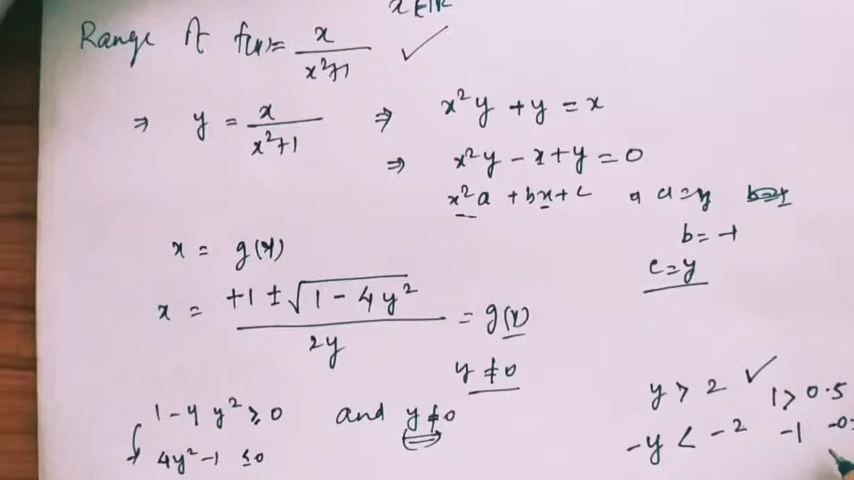 x∈R
Range of f(x) = x / x²+1 ✓
⇒ y = x / x²+1 ⇒ x²y + y = x
⇒ x²y - x + y = 0
x²a + bx + c a = y
b = -1
c = y
x = g(y)
x = +1 ± √1 - 4y² / 2y = g(y)
y ≠ 0
1 - 4y² ≥ 0 and y ≠ 0
4y² - 1 ≤ 0
y > 2 ✓ 1 > 0.5
-y < -2 -1